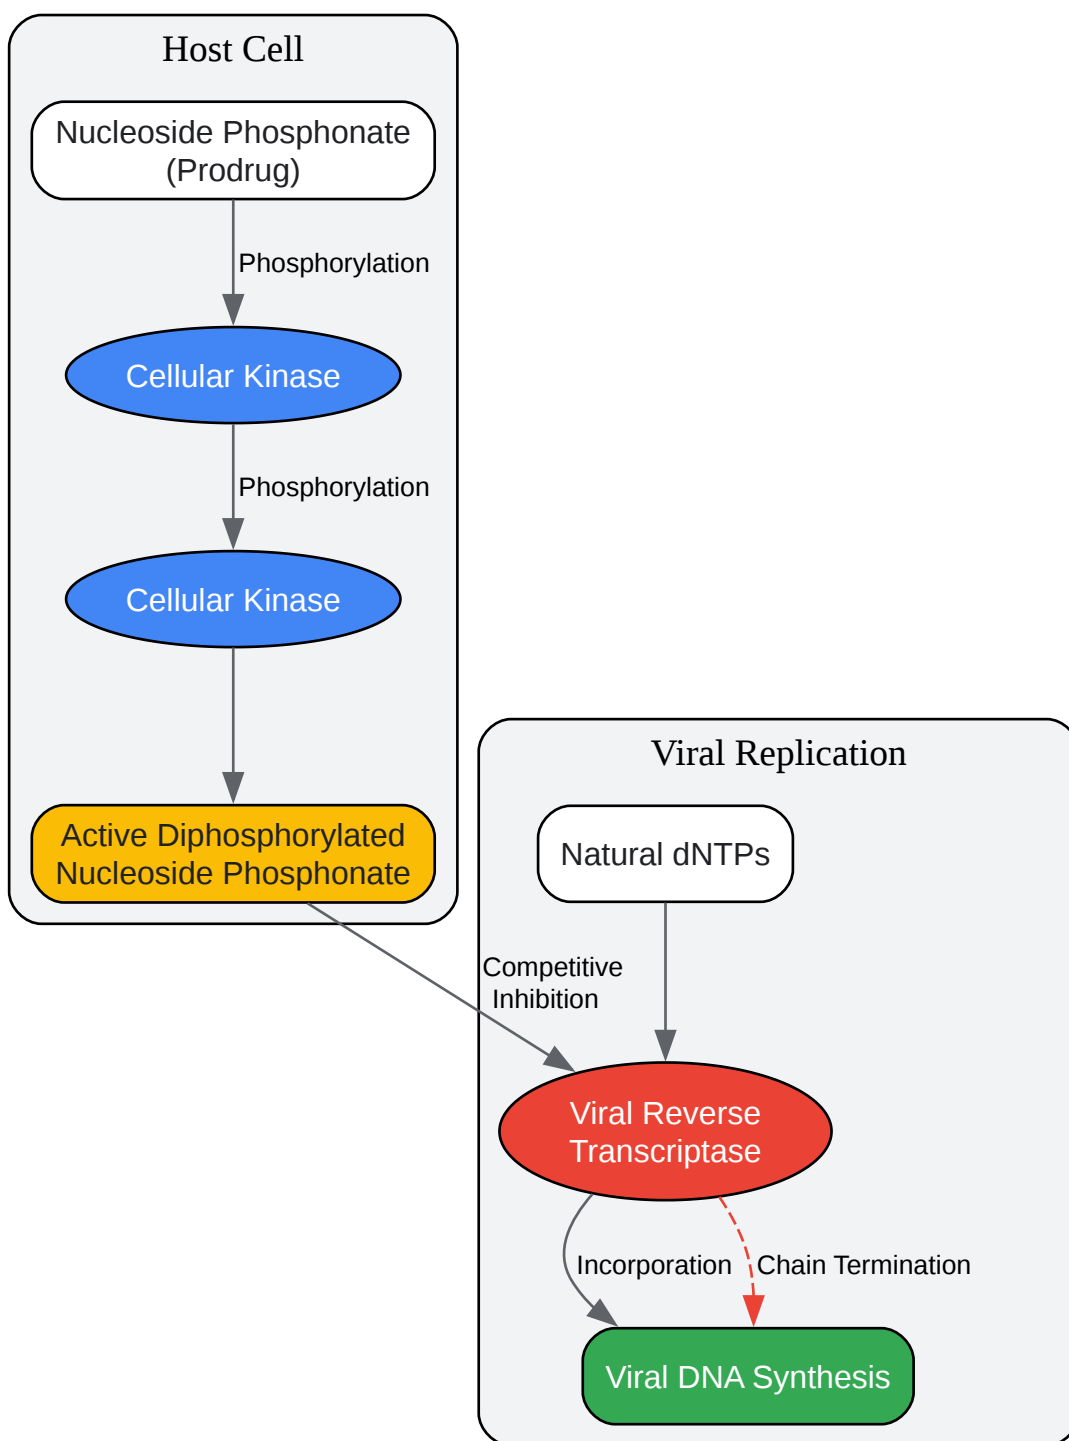 Host Cell
Nucleoside Phosphonate
(Prodrug)
Phosphorylation
Cellular Kinase
Phosphorylation
Cellular Kinase
Active Diphosphorylated
Nucleoside Phosphonate
Viral Replication
Natural dNTPs
Competitive
Inhibition
Viral Reverse
Transcriptase
Incorporation
Chain Termination
Viral DNA Synthesis